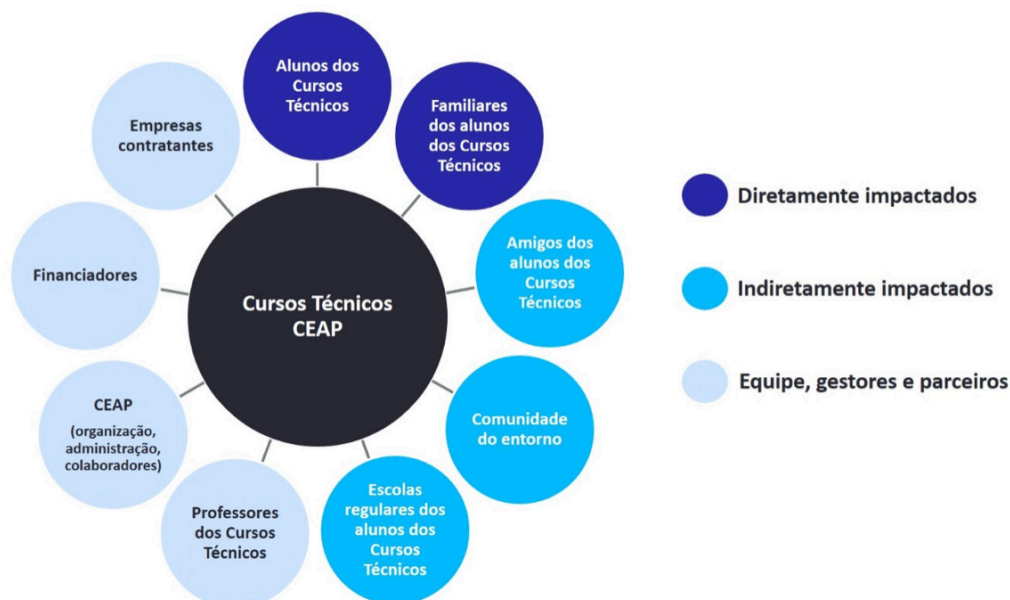 Alunos dos
Cursos
Técnicos
Familiares
dos alunos
dos Cursos
Técnicos
Amigos dos
alunos dos
Cursos
Técnicos
Comunidade
do entorno
Escolas
regulares dos
alunos dos
Cursos
Técnicos
Professores
dos Cursos
Técnicos
CEAP
(organização,
administração,
colaboradores)
Financiadores
Empresas
contratantes
Cursos Técnicos
CEAP
Diretamente impactados
Indiretamente impactados
Equipe, gestores e parceiros